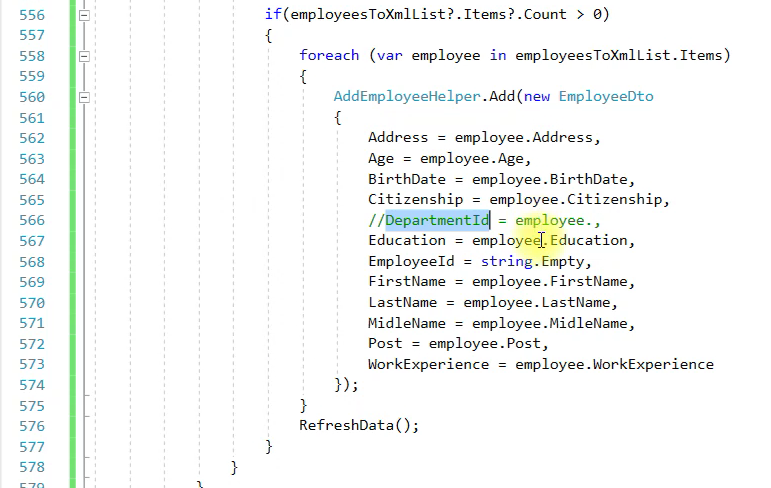 556 if(employeesToXmlList?.Items?.Count > 0)
557 {
558 foreach (var employee in employeesToXmlList.Items)
559 {
560 AddEmployeeHelper.Add(new EmployeeDto
561 {
562 Address = employee.Address,
563 Age = employee.Age,
564 BirthDate = employee.BirthDate,
565 Citizenship = employee.Citizenship,
566 //DepartmentId = employee.,
567 Education = employee.Education,
568 EmployeeId = string.Empty,
569 FirstName = employee.FirstName,
570 LastName = employee.LastName,
571 MidleName = employee.MidleName,
572 Post = employee.Post,
573 WorkExperience = employee.WorkExperience
574 });
575 }
576 RefreshData();
577 }
578 }